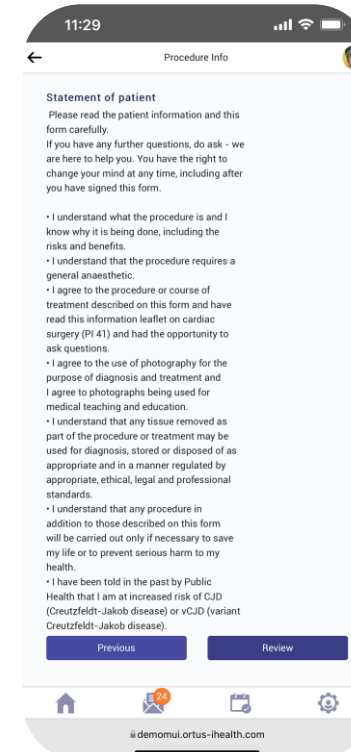 11:29
Procedure Info
Statement of patient
Please read the patient information and this
form carefully.
If you have any further questions, do ask - we
are here to help you. You have the right to
change your mind at any time, including after
you have signed this form.
• I understand what the procedure is and I
know why it is being done, including the
risks and benefits.
• I understand that the procedure requires a
general anaesthetic.
• I agree to the procedure or course of
treatment described on this form and have
read this information leaflet on cardiac
surgery (PI 41) and had the opportunity to
ask questions.
• I agree to the use of photography for the
purpose of diagnosis and treatment and
I agree to photographs being used for
medical teaching and education.
• I understand that any tissue removed as
part of the procedure or treatment may be
used for diagnosis, stored or disposed of as
appropriate and in a manner regulated by
appropriate, ethical, legal and professional
standards.
• I understand that any procedure in
addition to those described on this form
will be carried out only if necessary to save
my life or to prevent serious harm to my
health.
• I have been told in the past by Public
Health that I am at increased risk of CJD
(Creutzfeldt-Jakob disease) or vCJD (variant
Creutzfeldt-Jakob disease).
Previous
Review
24
demomui.ortus-ihealth.com